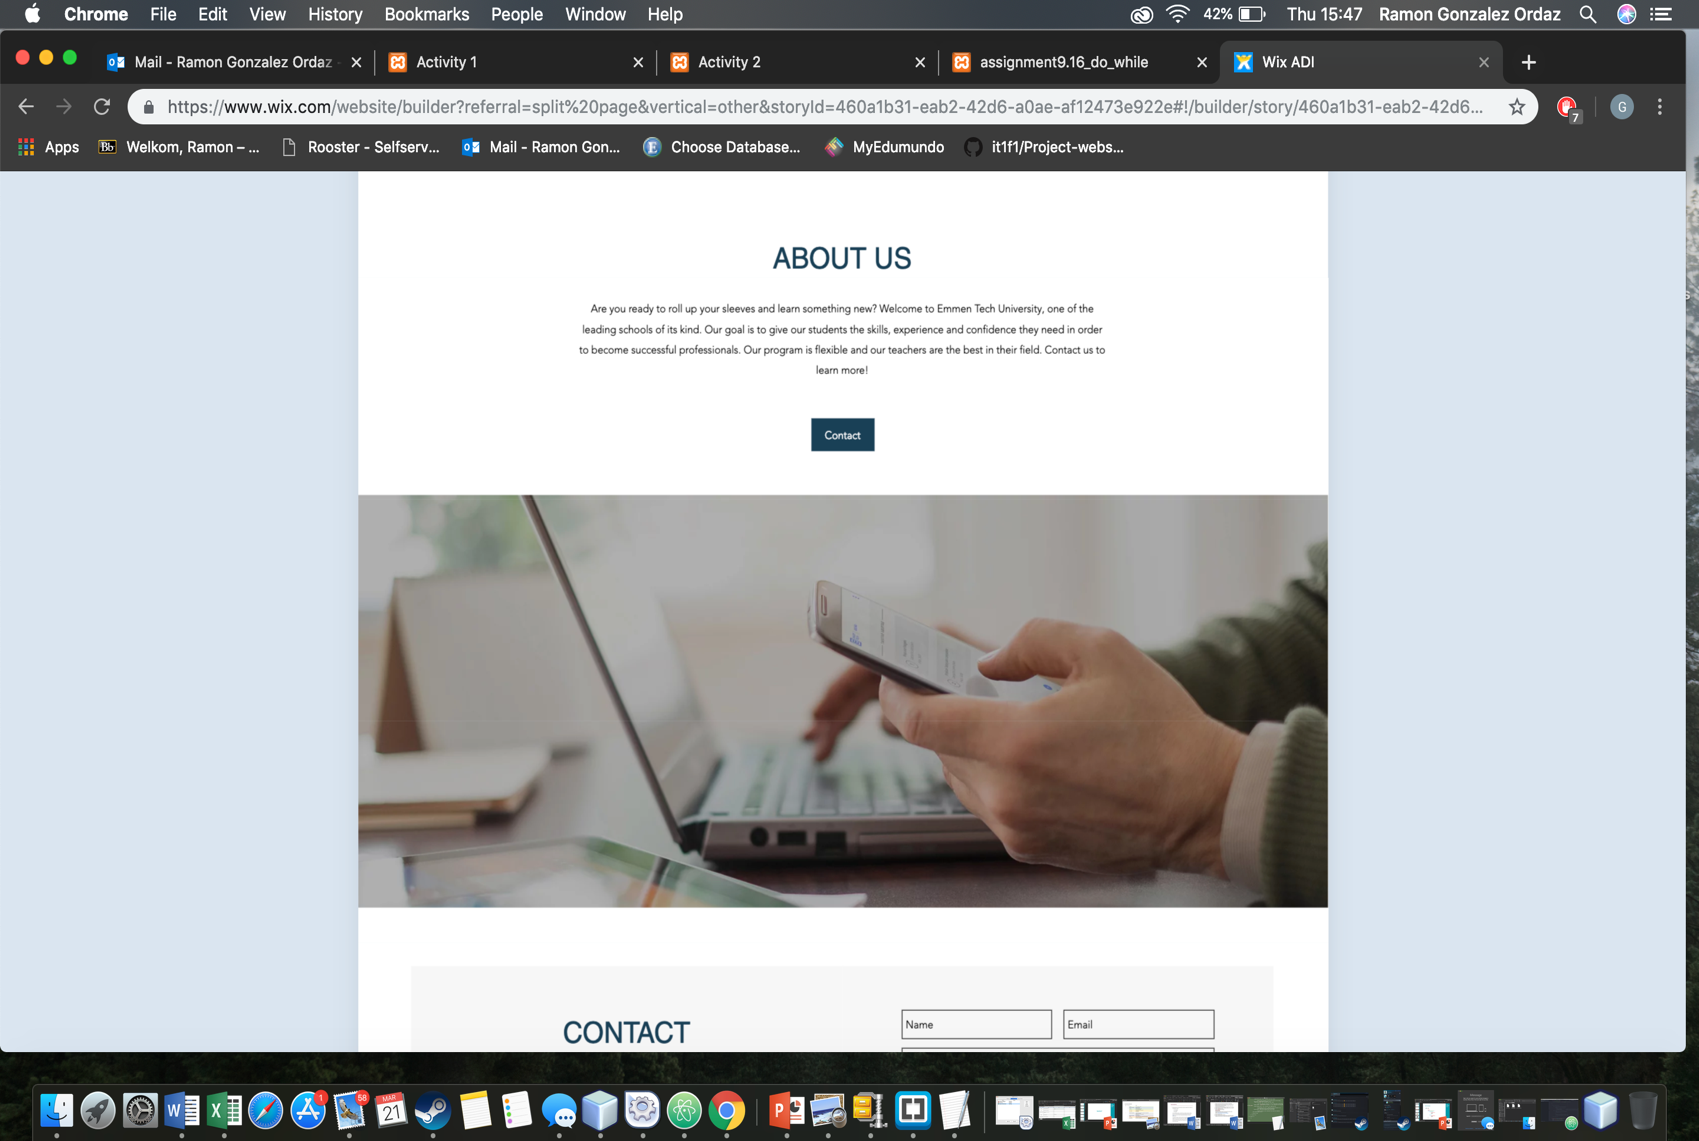 Chrome File Edit View History Bookmarks People Window Help 42% Thu 15:47 Ramon Gonzalez Ordaz
Mail - Ramon Gonzalez Ordaz Activity 1 Activity 2 assignment9.16_do_while Wix ADI
https://www.wix.com/website/builder?referral=split%20page&vertical=other&storyId=460a1b31-eab2-42d6-a0ae-af12473e922e#!/builder/story/460a1b31-eab2-42d6... 7 G
Apps Bb Welkom, Ramon – ... Rooster - Selfserv... Mail - Ramon Gon... Choose Database... MyEdumundo it1f1/Project-webs...
ABOUT US
Are you ready to roll up your sleeves and learn something new? Welcome to Emmen Tech University, one of the
leading schools of its kind. Our goal is to give our students the skills, experience and confidence they need in order
to become successful professionals. Our program is flexible and our teachers are the best in their field. Contact us to
learn more!
Contact
CONTACT
Name Email
1 58 MAR 21